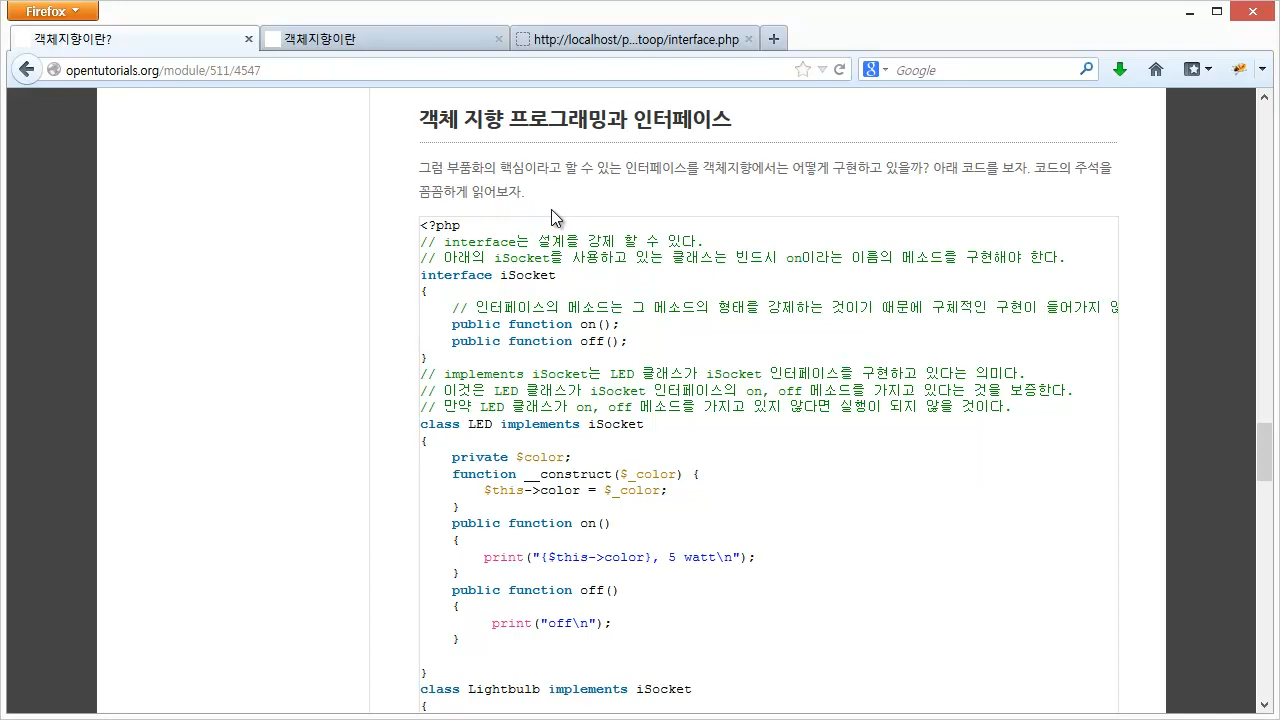 Firefox
객체지향이란?
객체지향이란
http://localhost/p...toop/interface.php
opentutorials.org/module/511/4547
Google
객체 지향 프로그래밍과 인터페이스
그럼 부품화의 핵심이라고 할 수 있는 인터페이스를 객체지향에서는 어떻게 구현하고 있을까? 아래 코드를 보자. 코드의 주석을
꼼꼼하게 읽어보자.
<?php
// interface는 설계를 강제 할 수 있다.
// 아래의 iSocket을 사용하고 있는 클래스는 반드시 on이라는 이름의 메소드를 구현해야 한다.
interface iSocket
{
// 인터페이스의 메소드는 그 메소드의 형태를 강제하는 것이기 때문에 구체적인 구현이 들어가지
public function on();
public function off();
}
// implements iSocket는 LED 클래스가 iSocket 인터페이스를 구현하고 있다는 의미다.
// 이것은 LED 클래스가 iSocket 인터페이스의 on, off 메소드를 가지고 있다는 것을 보증한다.
// 만약 LED 클래스가 on, off 메소드를 가지고 있지 않다면 실행이 되지 않을 것이다.
class LED implements iSocket
{
private $color;
function __construct($_color) {
$this->color = $_color;
}
public function on()
{
print("{$this->color}, 5 watt\n");
}
public function off()
{
print("off\n");
}
}
class Lightbulb implements iSocket
{